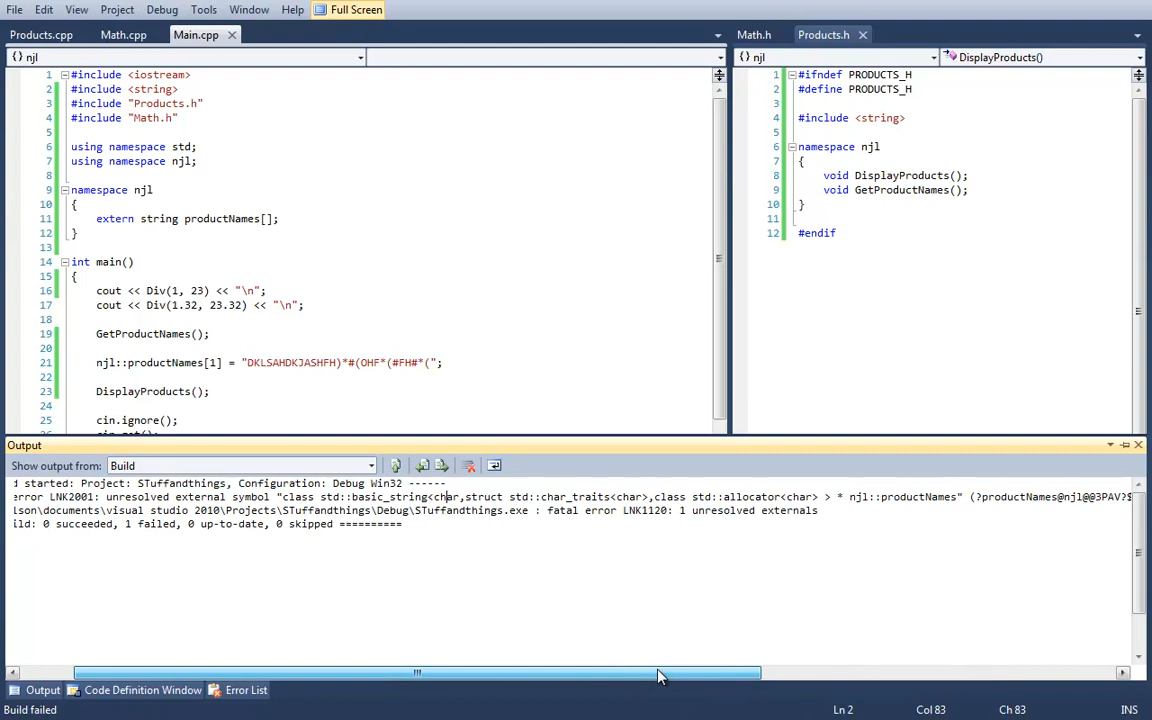 File Edit View Project Debug Tools Window Help Full Screen
Products.cpp Math.cpp Main.cpp
Math.h Products.h
{} njl
{} njl DisplayProducts()
1 #include <iostream>
2 #include <string>
3 #include "Products.h"
4 #include "Math.h"
5
6 using namespace std;
7 using namespace njl;
8
9 namespace njl
10 {
11 extern string productNames[];
12 }
13
14 int main()
15 {
16 cout << Div(1, 23) << "\n";
17 cout << Div(1.32, 23.32) << "\n";
18
19 GetProductNames();
20
21 njl::productNames[1] = "DKLSAHDKJASHFH)*#(OHF*(#FH#*(";
22
23 DisplayProducts();
24
25 cin.ignore();
1 #ifndef PRODUCTS_H
2 #define PRODUCTS_H
3
4 #include <string>
5
6 namespace njl
7 {
8 void DisplayProducts();
9 void GetProductNames();
10 }
11
12 #endif
Output
Show output from: Build
1 started: Project: STuffandthings, Configuration: Debug Win32 ------
error LNK2001: unresolved external symbol "class std::basic_string<char,struct std::char_traits<char>,class std::allocator<char> > * njl::productNames" (?productNames@njl@@3PAV?$
lson\documents\visual studio 2010\Projects\STuffandthings\Debug\STuffandthings.exe : fatal error LNK1120: 1 unresolved externals
ild: 0 succeeded, 1 failed, 0 up-to-date, 0 skipped ==========
Output Code Definition Window Error List
Build failed Ln 2 Col 83 Ch 83 INS